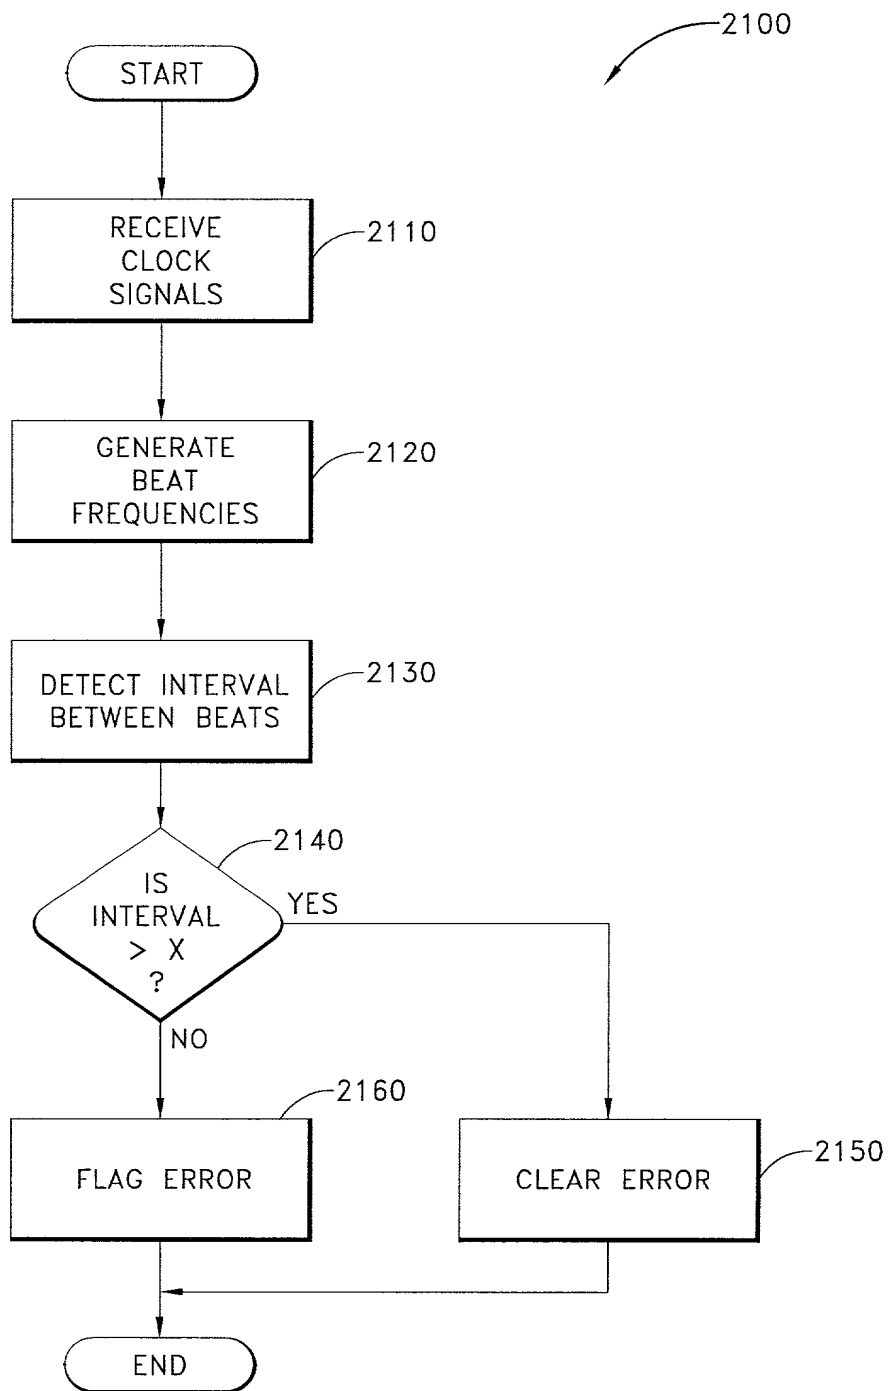 2100
START
RECEIVE
CLOCK
SIGNALS
2110
GENERATE
BEAT
FREQUENCIES
2120
DETECT INTERVAL
BETWEEN BEATS
2130
2140
IS
INTERVAL
> X
?
YES
NO
2160
FLAG ERROR
CLEAR ERROR
2150
END